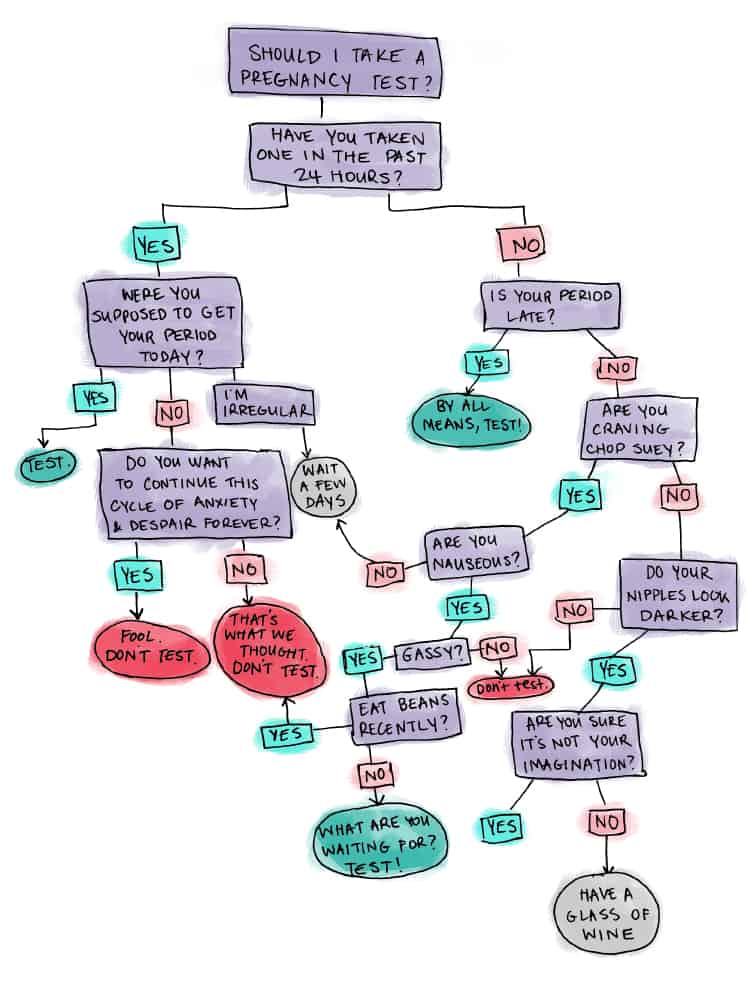 SHOULD I TAKE A
PREGNANCY TEST?
HAVE YOU TAKEN
ONE IN THE PAST
24 HOURS?
YES
NO
WERE YOU
SUPPOSED TO GET
YOUR PERIOD
TODAY?
IS YOUR PERIOD
LATE?
YES
NO
I'M
IRREGULAR
YES
NO
TEST.
DO YOU WANT
TO CONTINUE THIS
CYCLE OF ANXIETY
& DESPAIR FOREVER?
WAIT
A FEW
DAYS
BY ALL
MEANS, TEST!
ARE YOU
CRAVING
CHOP SUEY?
YES
NO
YES
NO
FOOL.
DON'T TEST.
THAT'S
WHAT WE
THOUGHT.
DON'T TEST.
ARE YOU
NAUSEOUS?
NO
YES
DO YOUR
NIPPLES LOOK
DARKER?
NO
YES
GASSY?
YES
NO
Don't test.
EAT BEANS
RECENTLY?
YES
NO
WHAT ARE YOU
WAITING FOR?
TEST!
ARE YOU SURE
IT'S NOT YOUR
IMAGINATION?
YES
NO
HAVE A
GLASS OF
WINE